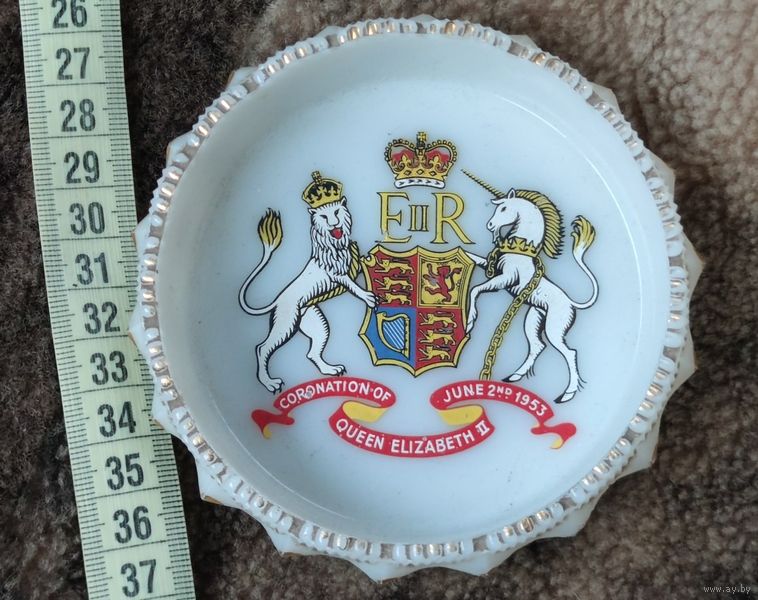 26
27
28
29
30
31
32
33
34
35
36
37
EIIR
CORONATION·OF
QUEEN ELIZABETH II
JUNE 2ND 1953
www.ay.by